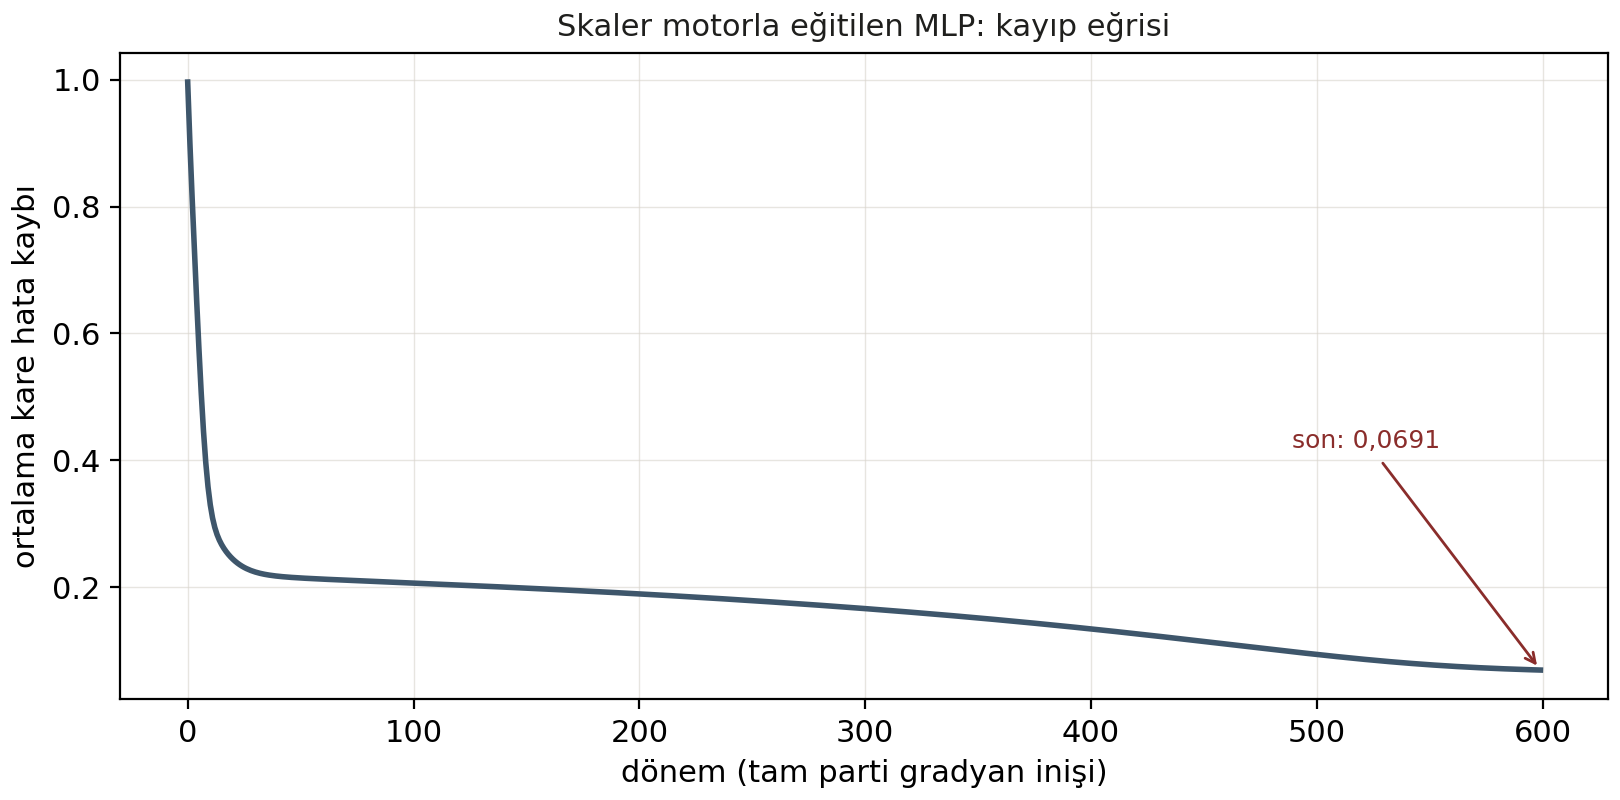 Skaler motorla eğitilen MLP: kayıp eğrisi
ortalama kare hata kaybı
1.0
0.8
0.6
0.4
0.2
son: 0,0691
0 100 200 300 400 500 600
dönem (tam parti gradyan inişi)